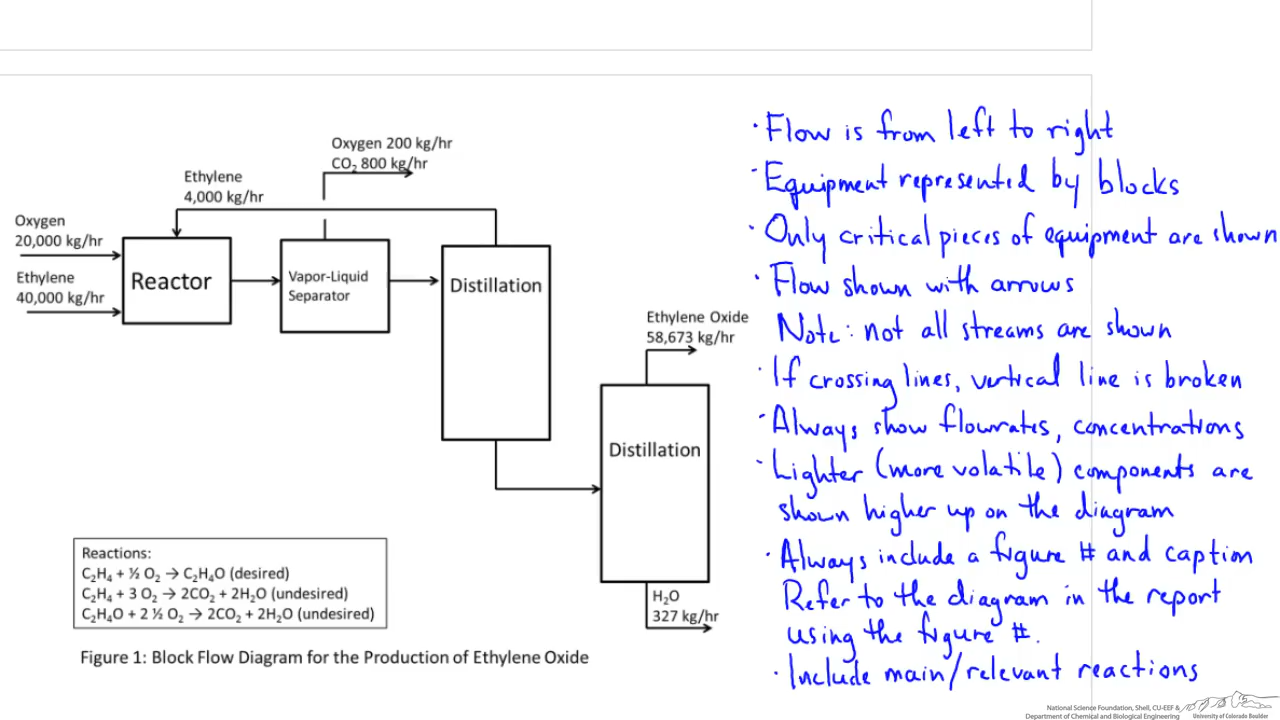 Oxygen 200 kg/hr
CO₂ 800 kg/hr
Ethylene
4,000 kg/hr
Oxygen
20,000 kg/hr
Ethylene
40,000 kg/hr
Reactor
Vapor-Liquid
Separator
Distillation
Ethylene Oxide
58,673 kg/hr
Distillation
H₂O
327 kg/hr
Reactions:
C₂H₄ + ½ O₂ → C₂H₄O (desired)
C₂H₄ + 3 O₂ → 2CO₂ + 2H₂O (undesired)
C₂H₄O + 2 ½ O₂ → 2CO₂ + 2H₂O (undesired)
Figure 1: Block Flow Diagram for the Production of Ethylene Oxide
· Flow is from left to right
· Equipment represented by blocks
· Only critical pieces of equipment are shown
· Flow shown with arrows
Note: not all streams are shown
· If crossing lines, vertical line is broken
· Always show flowrates, concentrations
· Lighter (more volatile) components are
shown higher up on the diagram
· Always include a figure # and caption
Refer to the diagram in the report
using the figure #.
· Include main/relevant reactions
National Science Foundation, Shell, CU-EEF &
Department of Chemical and Biological Engineering
University of Colorado Boulder